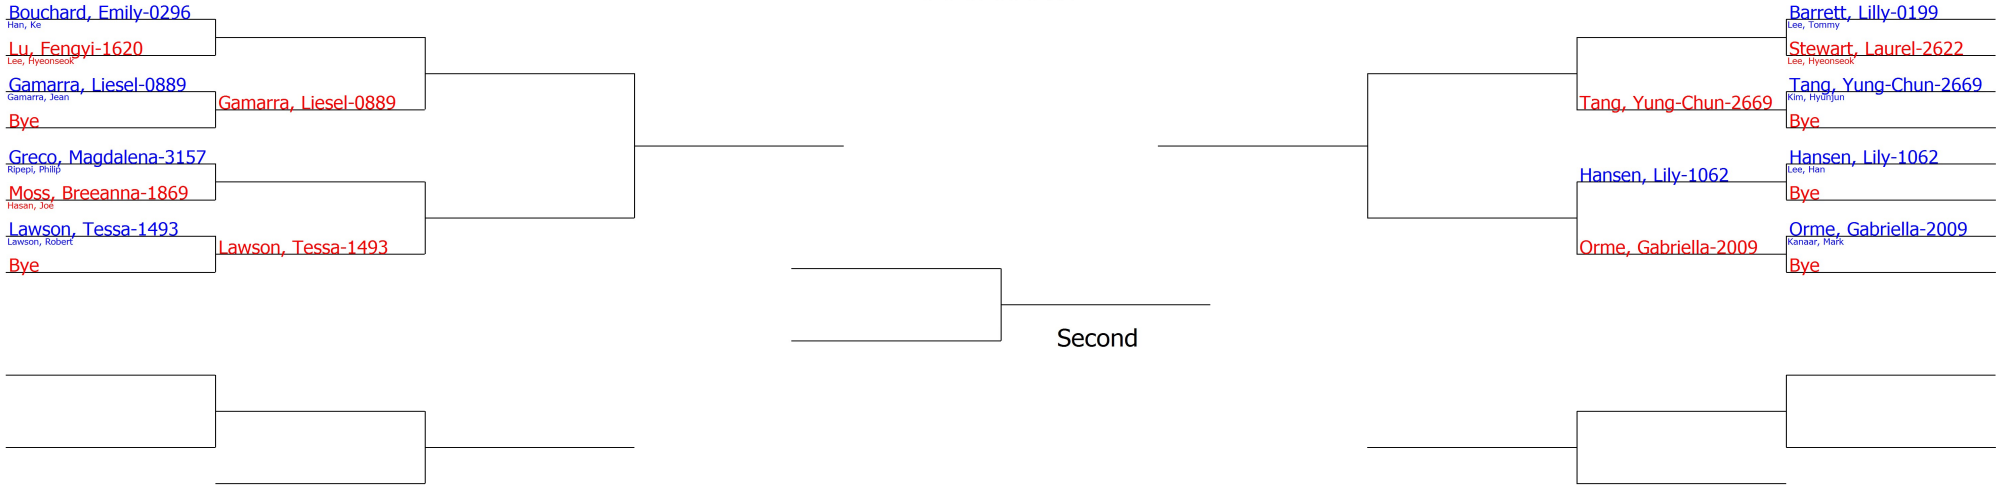 Bouchard, Emily-0296
Han, Ke
Lu, Fengyi-1620
Lee, Hyeonseok
Gamarra, Liesel-0889
Gamarra, Jean
Bye
Gamarra, Liesel-0889
Greco, Magdalena-3157
Ripepi, Philip
Moss, Breeanna-1869
Hasan, Joe
Lawson, Tessa-1493
Lawson, Robert
Bye
Lawson, Tessa-1493
Second
Barrett, Lilly-0199
Lee, Tommy
Stewart, Laurel-2622
Lee, Hyeonseok
Tang, Yung-Chun-2669
Kim, Hyunjun
Bye
Tang, Yung-Chun-2669
Hansen, Lily-1062
Lee, Han
Bye
Hansen, Lily-1062
Orme, Gabriella-2009
Kanaar, Mark
Bye
Orme, Gabriella-2009